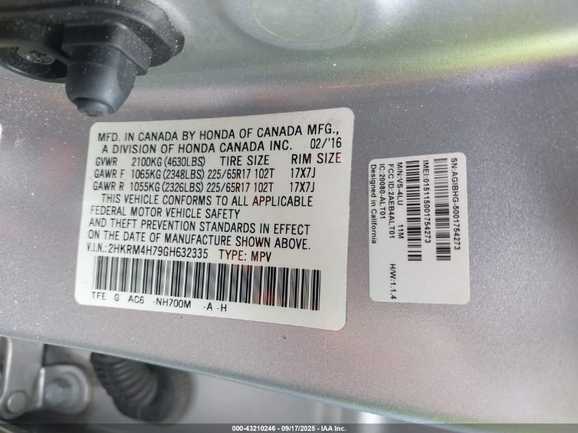 MFD. IN CANADA BY HONDA OF CANADA MFG.,
A DIVISION OF HONDA CANADA INC. 02/'16
GVWR 2100KG (4630LBS) TIRE SIZE RIM SIZE
GAWR F 1065KG (2348LBS) 225/65R17 102T 17X7J
GAWR R 1055KG (2326LBS) 225/65R17 102T 17X7J
THIS VEHICLE CONFORMS TO ALL APPLICABLE
FEDERAL MOTOR VEHICLE SAFETY
AND THEFT PREVENTION STANDARDS IN EFFECT
ON THE DATE OF MANUFACTURE SHOWN ABOVE.
V.I.N.: 2HKRM4H79GH632335 TYPE: MPV
TFE G AC6 -NH700M -A -H
SN: AGIBHG-5001754273
IMEI:015115001754273
M/N:VS-4LU 11M
FCC ID:2AEB4ALT01
IC: 20080-ALT01
Designed in California H/W:1.1.4
000-43210246 - 09/17/2025 - IAA Inc.